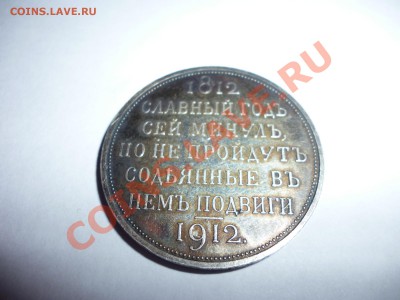 COINS.LAVE.RU
1812
СЛАВНЫЙ ГОДЪ
СЕЙ МИНУЛЪ,
НО НЕ ПРОЙДУТЪ
СОДѢЯННЫЕ ВЪ
НЕМЪ ПОДВИГИ
1912.
COINS.LAVE.RU